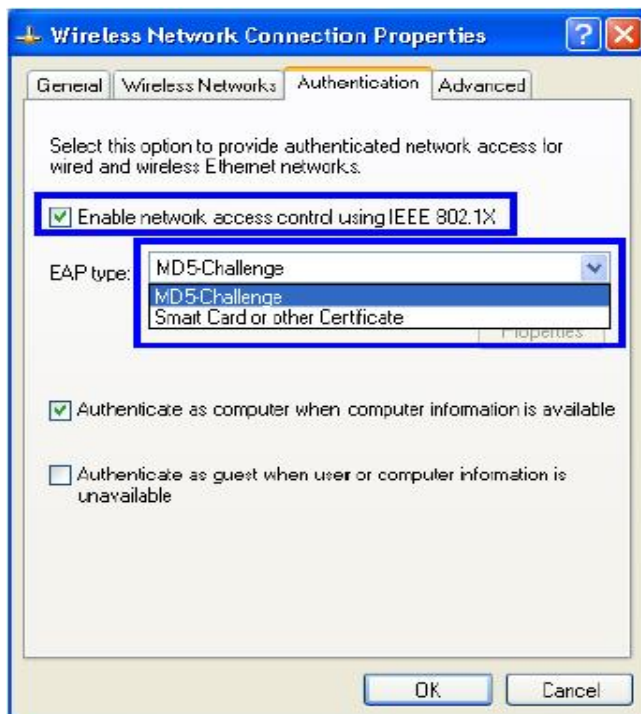 Wireless Network Connection Properties
?
General
Wireless Networks
Authentication
Advanced
Select this option to provide authenticated network access for
wired and wireless Ethernet networks.
Enable network access control using IEEE 802.1X
EAP type:
MD5-Challenge
MD5-Challenge
Smart Card or other Certificate
Properties
Authenticate as computer when computer information is available
Authenticate as guest when user or computer information is
unavailable
OK
Cancel